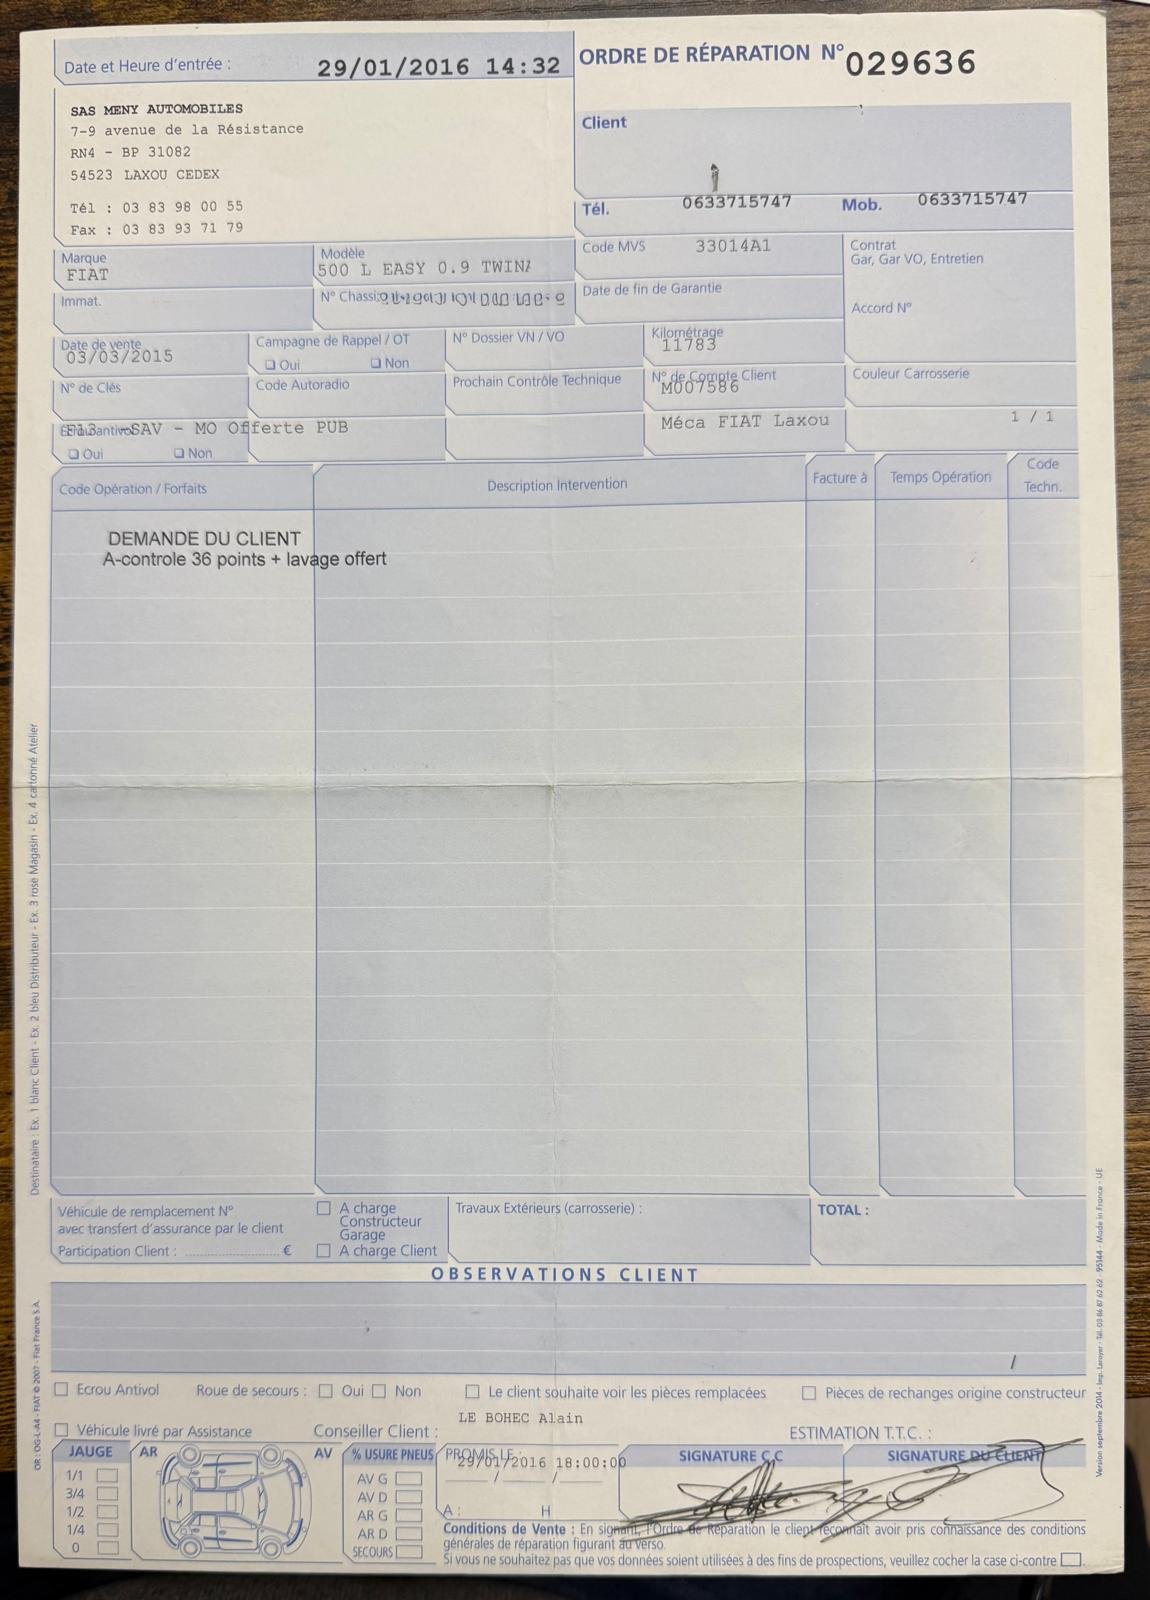 Date et Heure d'entrée : 29/01/2016 14:32
ORDRE DE RÉPARATION N° 029636
SAS MENY AUTOMOBILES
7-9 avenue de la Résistance
RN4 - BP 31082
54523 LAXOU CEDEX
Tél : 03 83 98 00 55
Fax : 03 83 93 71 79
Client
Tél. 0633715747 Mob. 0633715747
Marque
FIAT
Modèle
500 L EASY 0.9 TWIN
Code MVS 33014A1
Contrat
Gar, Gar VO, Entretien
Immat.
N° Chassis
Date de fin de Garantie
Accord N°
Date de vente
03/03/2015
Campagne de Rappel / OT
Oui Non
N° Dossier VN / VO
Kilométrage
11783
N° de Clés
Code Autoradio
Prochain Contrôle Technique
N° de Compte Client
M007586
Couleur Carrosserie
SAV - MO Offerte PUB
Oui Non
Méca FIAT Laxou
1 / 1
Code Opération / Forfaits
Description Intervention
Facture à
Temps Opération
Code
Techn.
DEMANDE DU CLIENT
A-controle 36 points + lavage offert
Véhicule de remplacement N°
avec transfert d'assurance par le client
Participation Client : .......................... €
A charge
Constructeur
Garage
A charge Client
Travaux Extérieurs (carrosserie) :
TOTAL :
OBSERVATIONS CLIENT
Ecrou Antivol Roue de secours : Oui Non Le client souhaite voir les pièces remplacées Pièces de rechanges origine constructeur
LE BOHEC Alain
Véhicule livré par Assistance Conseiller Client : ESTIMATION T.T.C. :
JAUGE
1/1
3/4
1/2
1/4
0
AR
AV
% USURE PNEUS
AV G
AV D
AR G
AR D
SECOURS
PROMIS LE :
29/01/2016 18:00:00
A : H
SIGNATURE C.C
SIGNATURE DU CLIENT
Conditions de Vente : En signant, l'Ordre de Réparation le client reconnaît avoir pris connaissance des conditions
générales de réparation figurant au verso.
Si vous ne souhaitez pas que vos données soient utilisées à des fins de prospections, veuillez cocher la case ci-contre
Destinataire : Ex. 1 blanc Client - Ex. 2 bleu Distributeur - Ex. 3 rose Magasin - Ex. 4 cartonné Atelier
OR OG-L-A4 - FIAT © 2007 - Fiat France S.A.